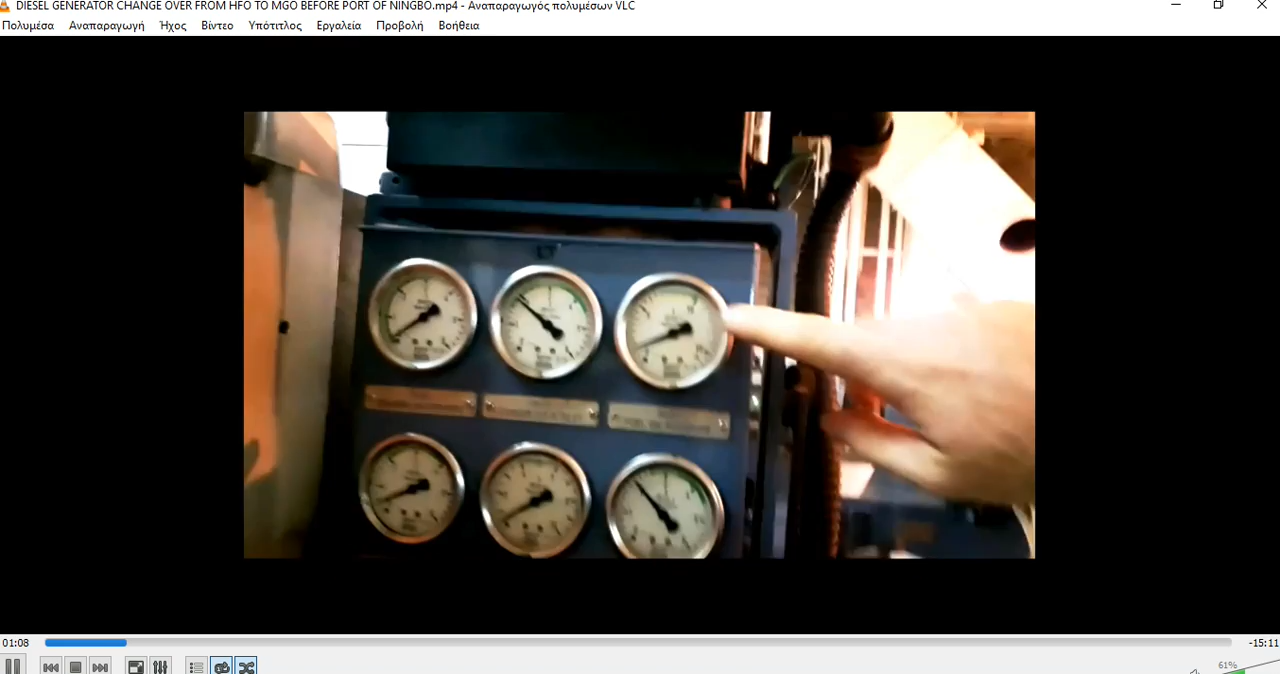 DIESEL GENERATOR CHANGE OVER FROM HFO TO MGO BEFORE PORT OF NINGBO.mp4 - Αναπαραγωγός πολυμέσων VLC
Πολυμέσα Αναπαραγωγή Ήχος Βίντεο Υπότιτλος Εργαλεία Προβολή Βοήθεια
01:08 -15:11
61%